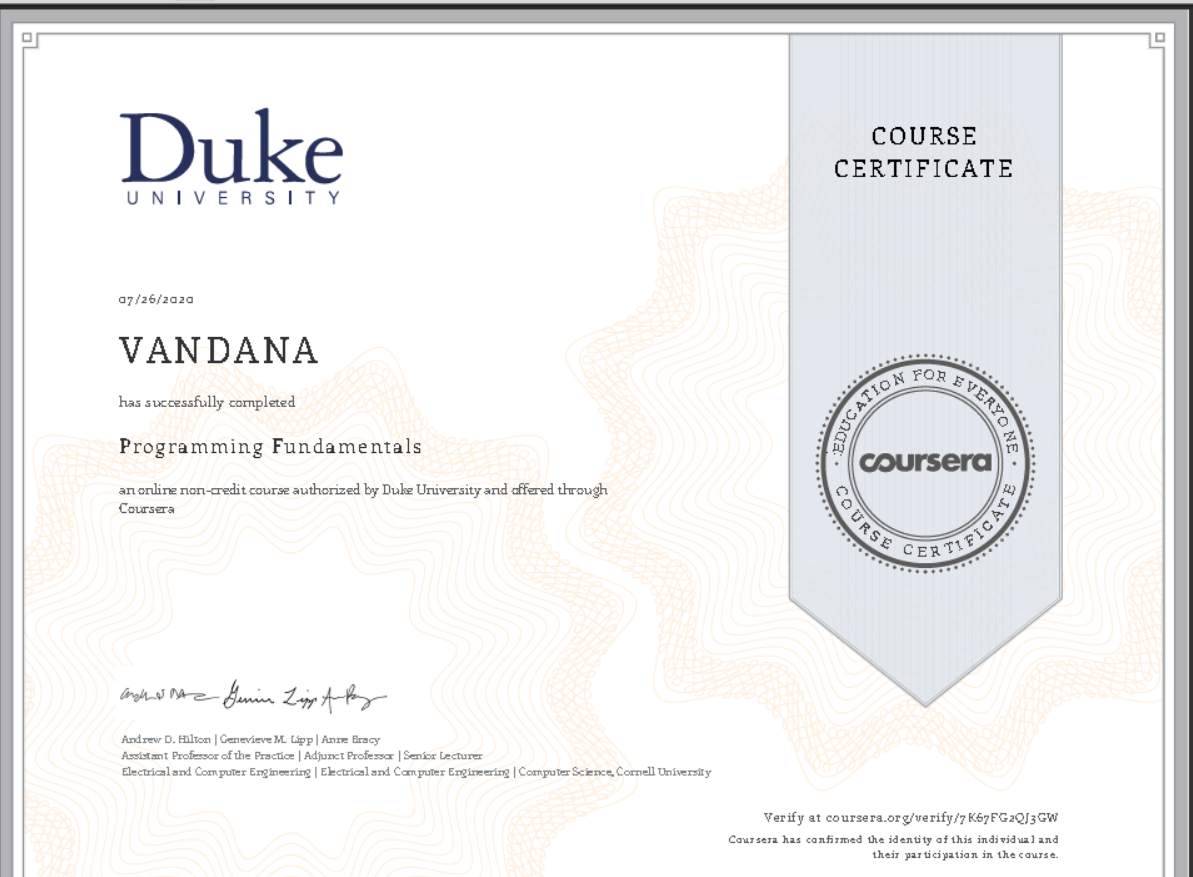 Duke
UNIVERSITY
COURSE
CERTIFICATE
07/26/2020
VANDANA
has successfully completed
Programming Fundamentals
an online non-credit course authorized by Duke University and offered through
Coursera
EDUCATION FOR EVERYONE
coursera
COURSE CERTIFICATE
Andrew D. Hilton | Genevieve M. Lipp | Anne Bracy
Assistant Professor of the Practice | Adjunct Professor | Senior Lecturer
Electrical and Computer Engineering | Electrical and Computer Engineering | Computer Science, Cornell University
Verify at coursera.org/verify/7K67FG2QJ3GW
Coursera has confirmed the identity of this individual and
their participation in the course.